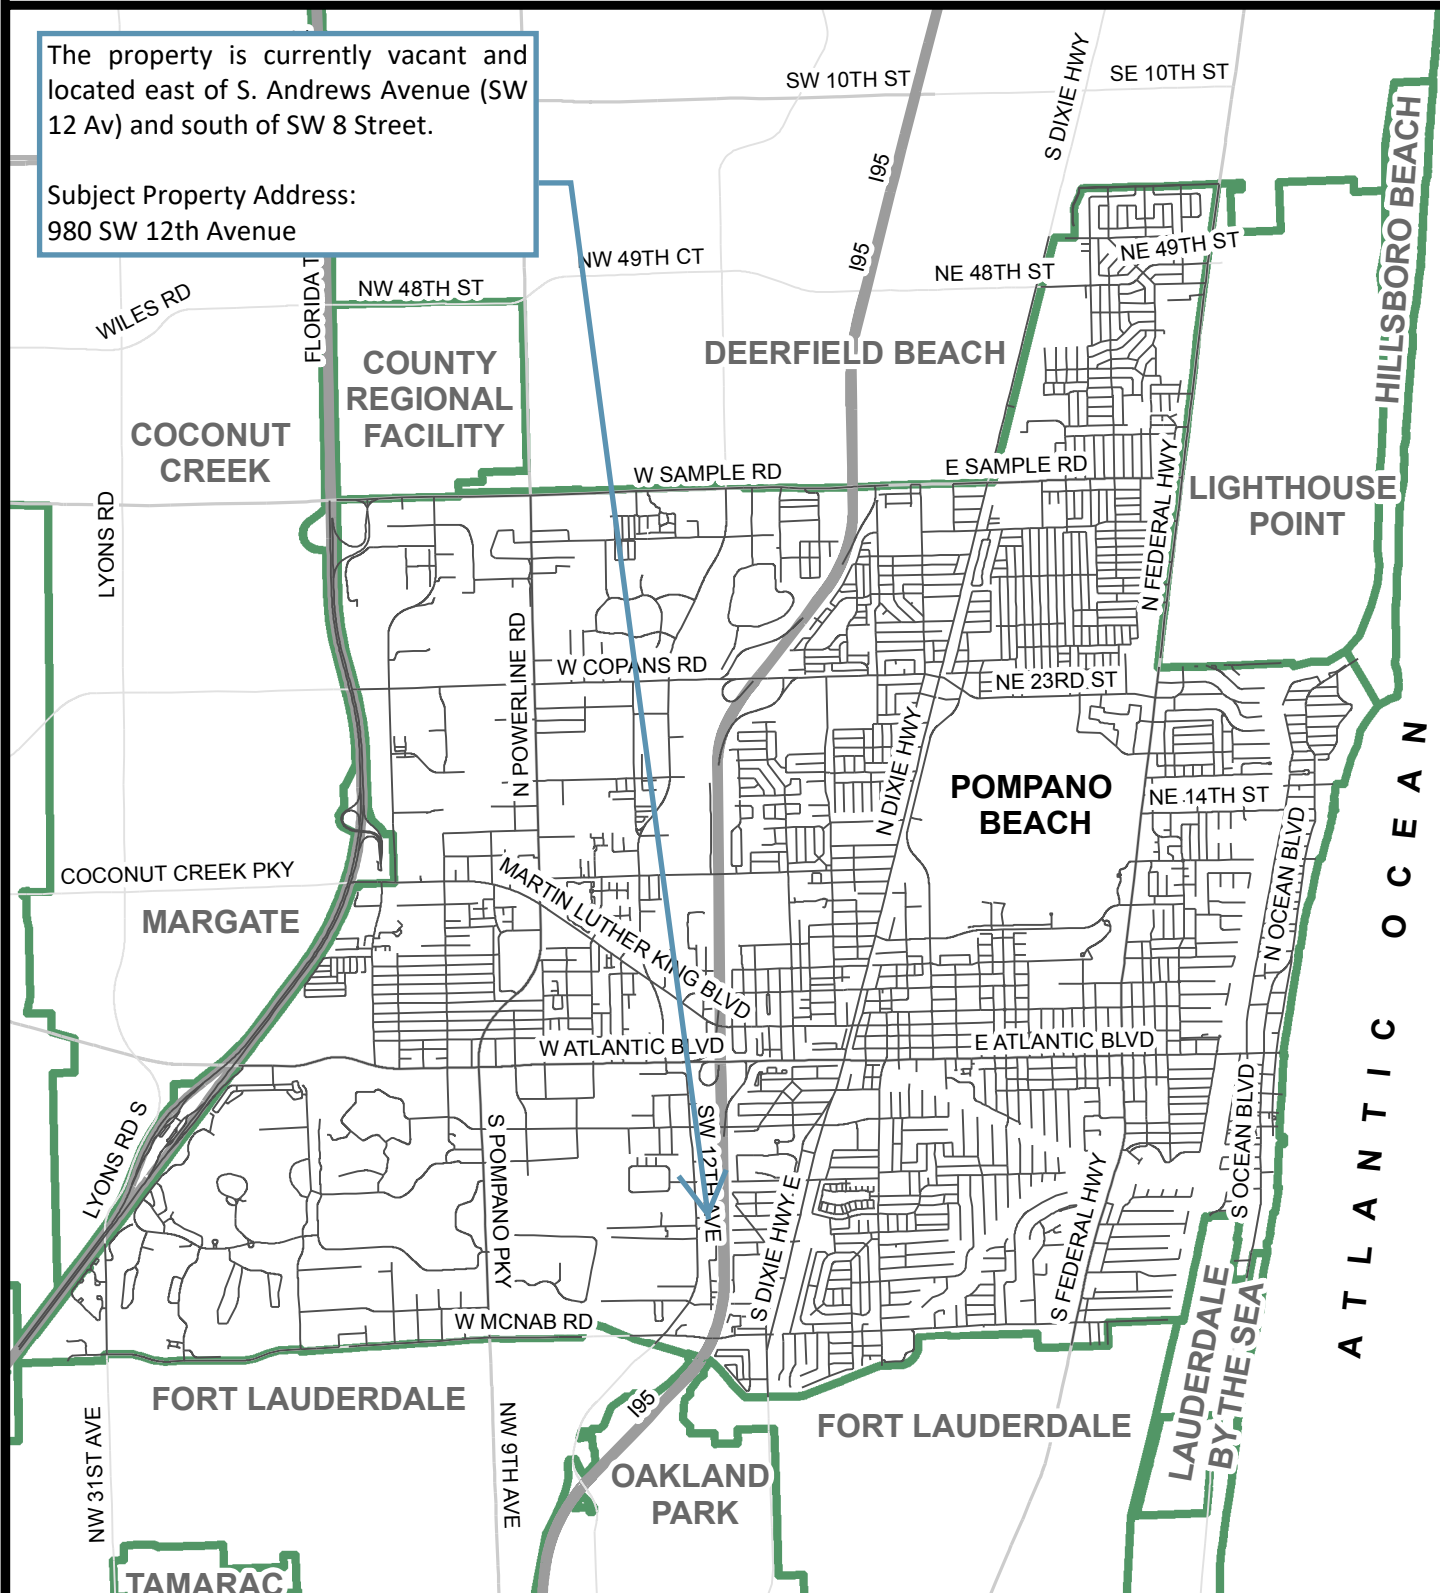 The property is currently vacant and
located east of S. Andrews Avenue (SW
12 Av) and south of SW 8 Street.
Subject Property Address:
980 SW 12th Avenue
SW 10TH ST
SE 10TH ST
S DIXIE HWY
I95
HILLSBORO BEACH
I95
NW 49TH CT
NE 49TH ST
NE 48TH ST
NW 48TH ST
WILES RD
FLORIDA T
DEERFIELD BEACH
COUNTY
REGIONAL
FACILITY
COCONUT
CREEK
W SAMPLE RD
E SAMPLE RD
LIGHTHOUSE
POINT
N FEDERAL HWY
LYONS RD
N POWERLINE RD
W COPANS RD
NE 23RD ST
N DIXIE HWY
POMPANO
BEACH
NE 14TH ST
N OCEAN BLVD
ATLANTIC OCEAN
COCONUT CREEK PKY
MARGATE
MARTIN LUTHER KING BLVD
W ATLANTIC BLVD
E ATLANTIC BLVD
S OCEAN BLVD
LYONS RD S
S POMPANO PKY
SW 12TH AVE
S DIXIE HWY E
S FEDERAL HWY
W MCNAB RD
LAUDERDALE
BY THE SEA
FORT LAUDERDALE
I95
FORT LAUDERDALE
NW 31ST AVE
NW 9TH AVE
OAKLAND
PARK
TAMARAC